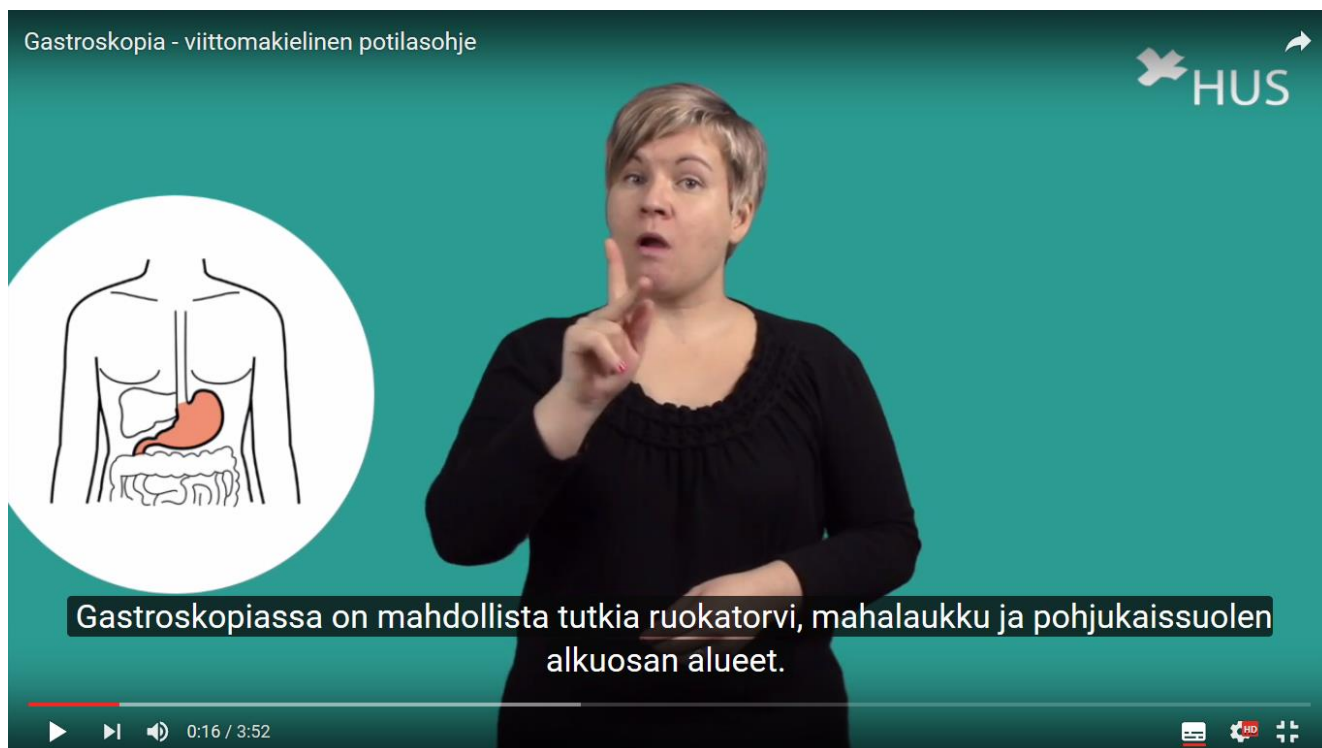 Gastroskopia - viittomakielinen potilasohje
HUS
Gastroskopiassa on mahdollista tutkia ruokatorvi, mahalaukku ja pohjukaissuolen
alkuosan alueet.
0:16 / 3:52
HD